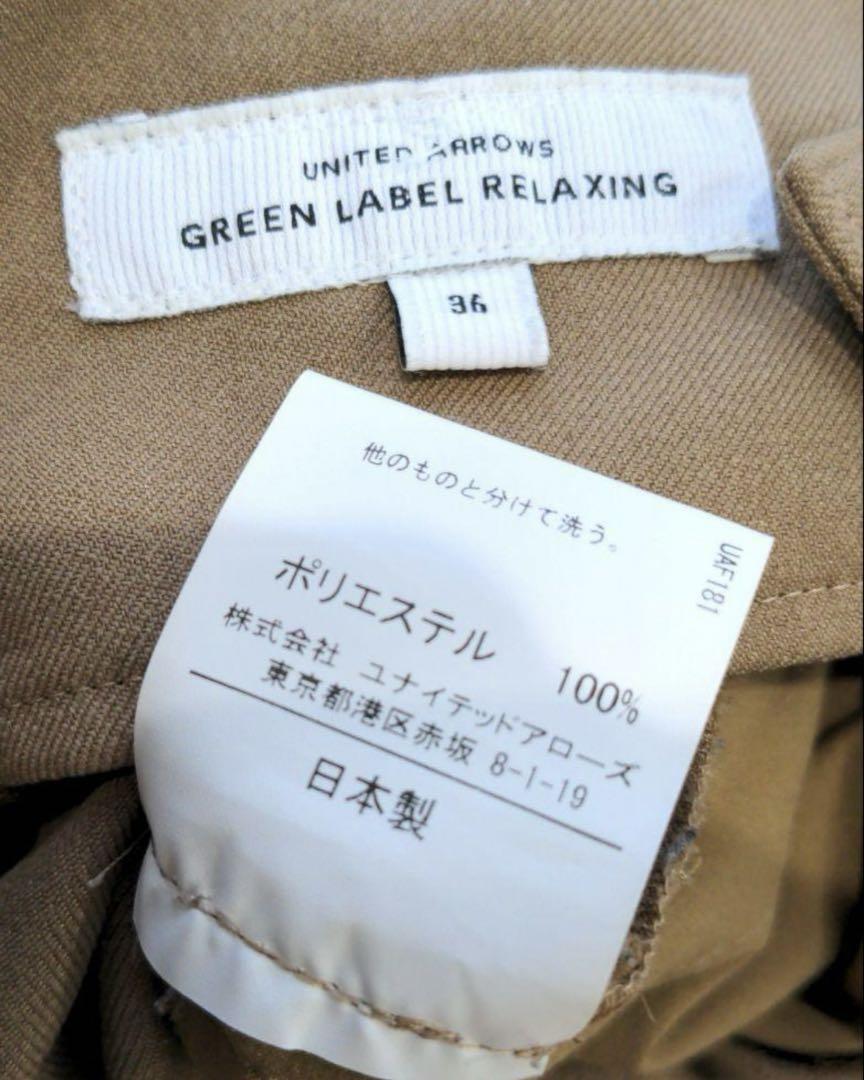 UNITED ARROWS
GREEN LABEL RELAXING
36
他のものと分けて洗う。
UAF181
ポリエステル 100%
株式会社 ユナイテッドアローズ
東京都港区赤坂 8-1-19
日本製